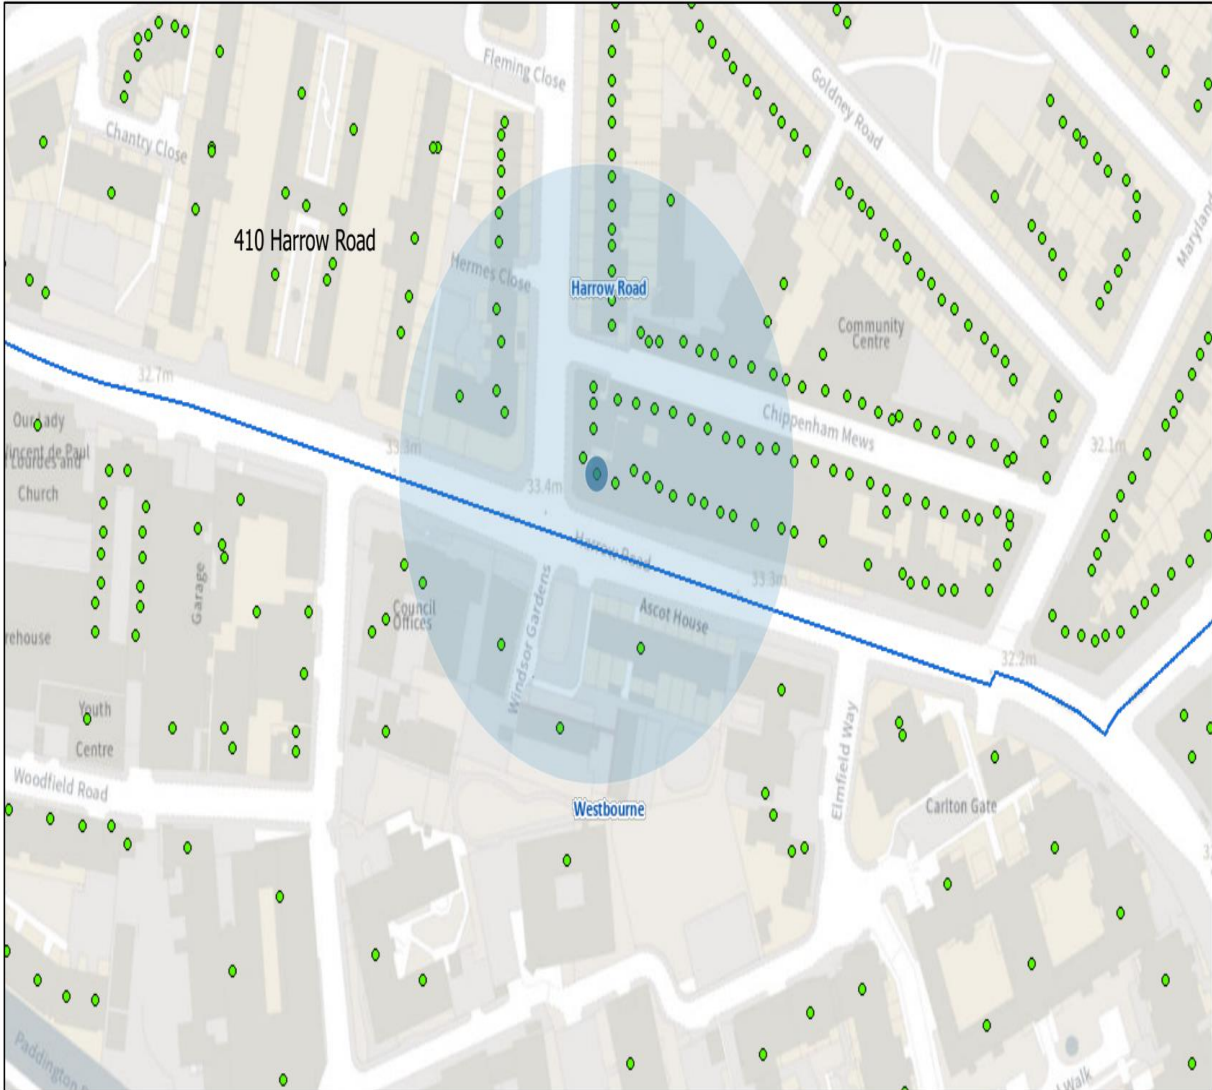 Fleming Close
Goldney Road
Chantry Close
410 Harrow Road
Hermes Close
Harrow Road
Community
Centre
32.7m
Chippenham Mews
Our Lady
Vincent de Paul
Lourdes and
Church
33.3m
32.1m
33.4m
Harrow Road
33.3m
Garage
Council
Offices
Ascot House
Windsor Gardens
32.2m
Youth
Centre
Woodfield Road
Westbourne
Elmfield Way
Carlton Gate
Paddington
Walk